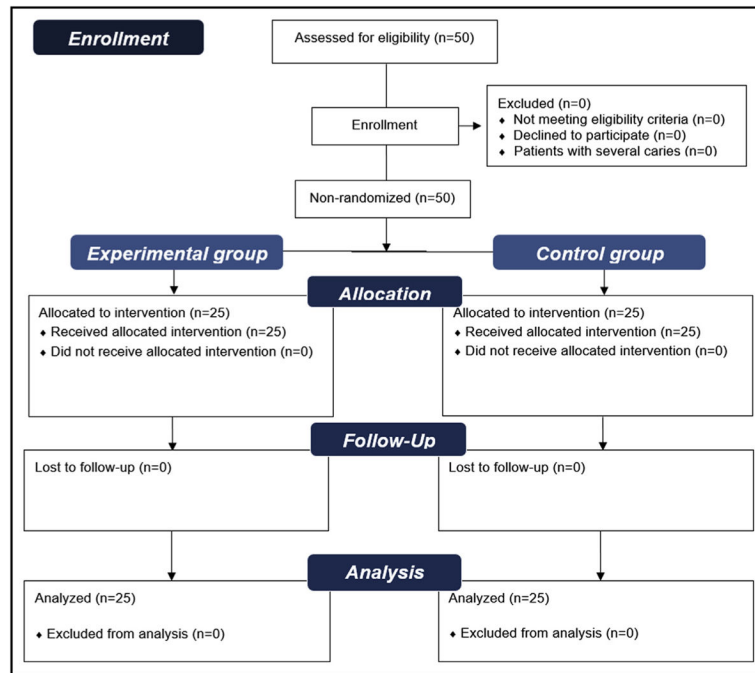 Enrollment
Assessed for eligibility (n=50)
Enrollment
Excluded (n=0)
♦ Not meeting eligibility criteria (n=0)
♦ Declined to participate (n=0)
♦ Patients with several caries (n=0)
Non-randomized (n=50)
Experimental group
Control group
Allocation
Allocated to intervention (n=25)
♦ Received allocated intervention (n=25)
♦ Did not receive allocated intervention (n=0)
Allocated to intervention (n=25)
♦ Received allocated intervention (n=25)
♦ Did not receive allocated intervention (n=0)
Follow-Up
Lost to follow-up (n=0)
Lost to follow-up (n=0)
Analysis
Analyzed (n=25)
♦ Excluded from analysis (n=0)
Analyzed (n=25)
♦ Excluded from analysis (n=0)